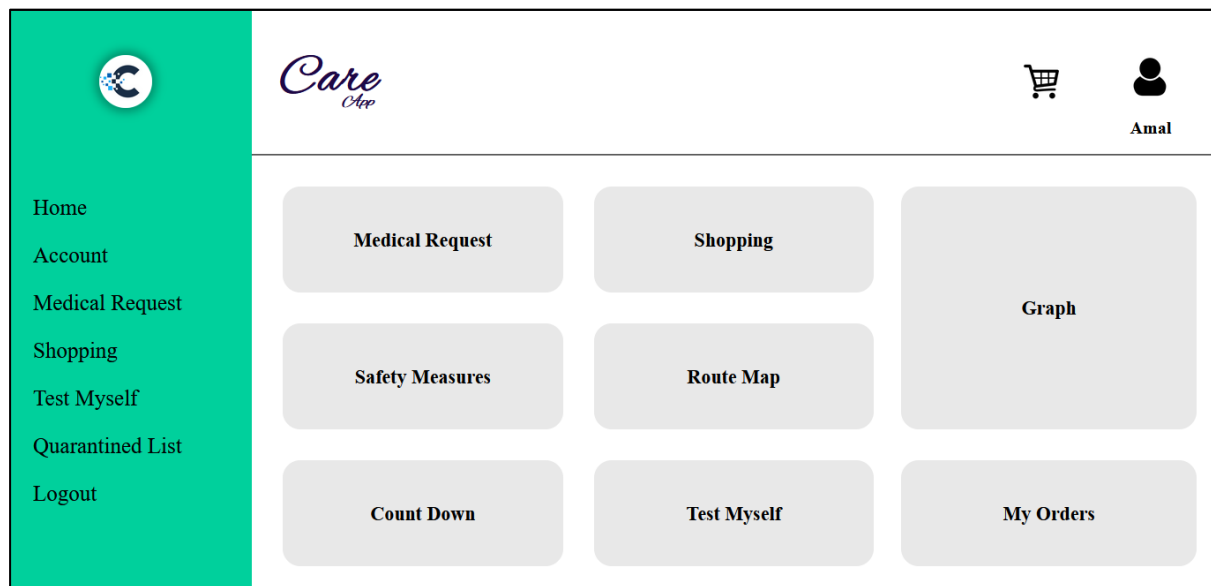 C
Care
App
Amal
Home
Account
Medical Request
Shopping
Test Myself
Quarantined List
Logout
Medical Request
Shopping
Graph
Safety Measures
Route Map
Count Down
Test Myself
My Orders